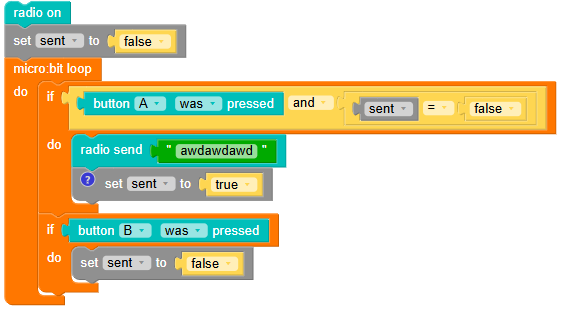 radio on
set sent to false
micro:bit loop
do if button A was pressed and sent = false
do radio send " awdawdawd "
? set sent to true
if button B was pressed
do set sent to false